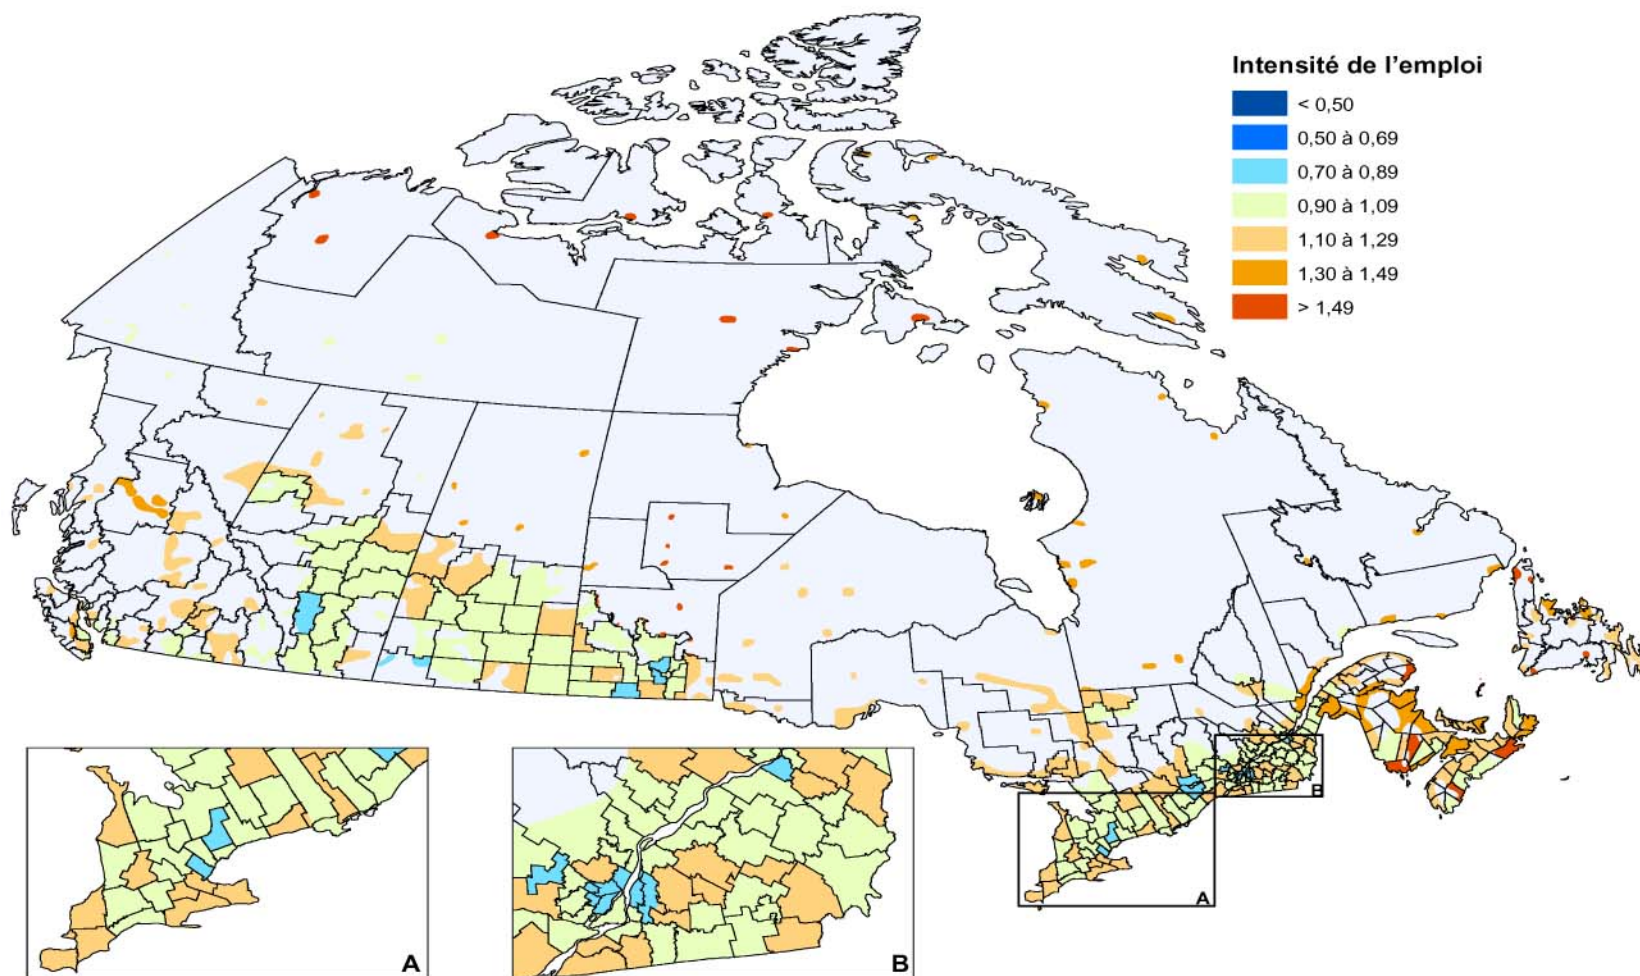 Intensité de l'emploi
< 0,50
0,50 à 0,69
0,70 à 0,89
0,90 à 1,09
1,10 à 1,29
1,30 à 1,49
> 1,49
B
A
A
B